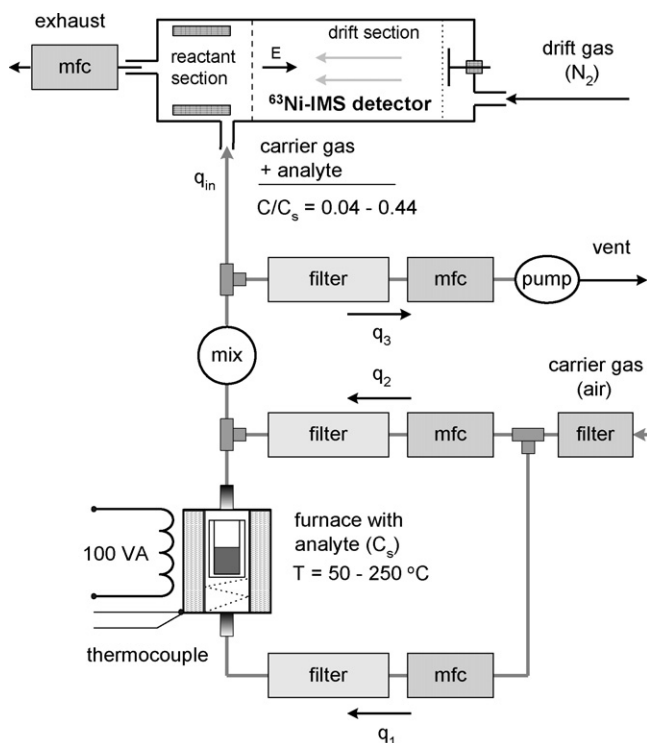 exhaust
mfc
reactant
section
E
drift section
⁶³Ni-IMS detector
drift gas
(N₂)
q_in
carrier gas
+ analyte
C/Cₛ = 0.04 - 0.44
filter
mfc
pump
vent
q₃
mix
q₂
carrier gas
(air)
filter
mfc
filter
100 VA
furnace with
analyte (Cₛ)
T = 50 - 250 °C
thermocouple
filter
mfc
q₁